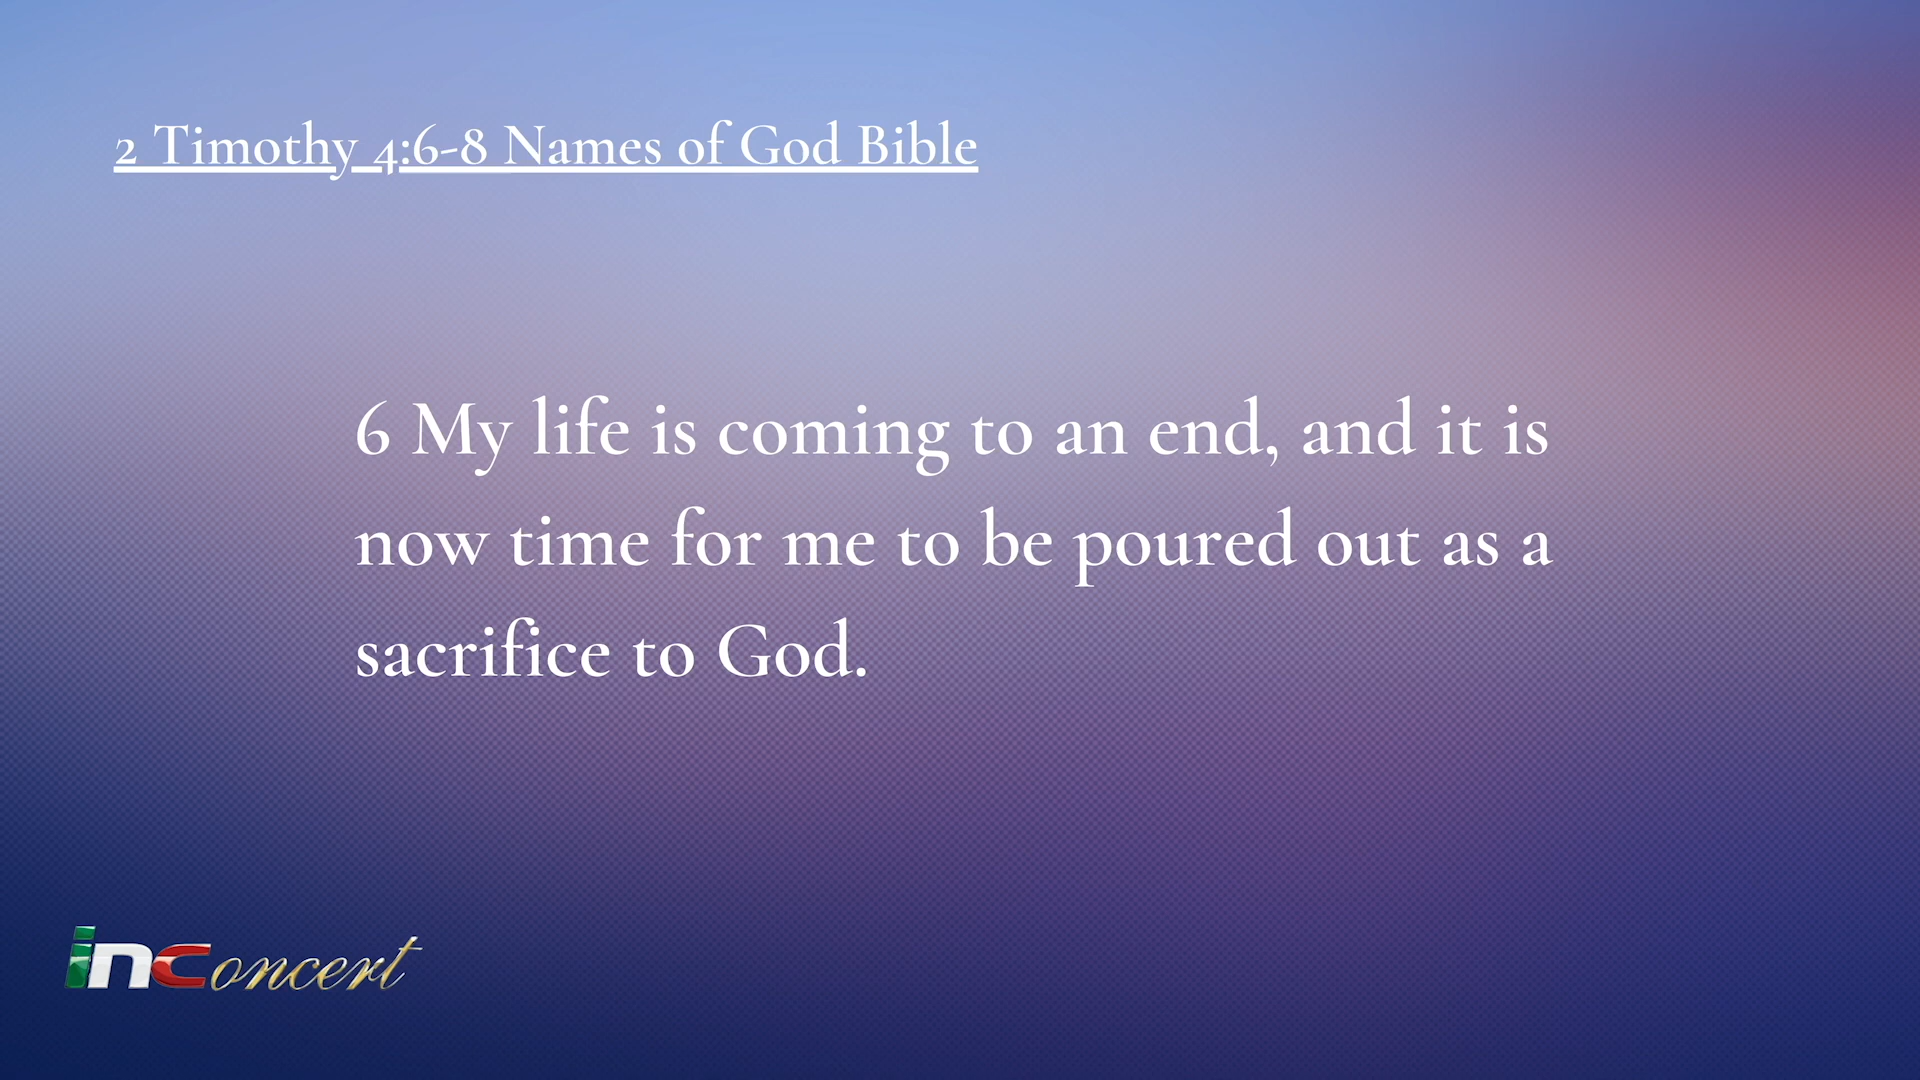 2 Timothy 4:6-8 Names of God Bible
6 My life is coming to an end, and it is
now time for me to be poured out as a
sacrifice to God.
inConcert